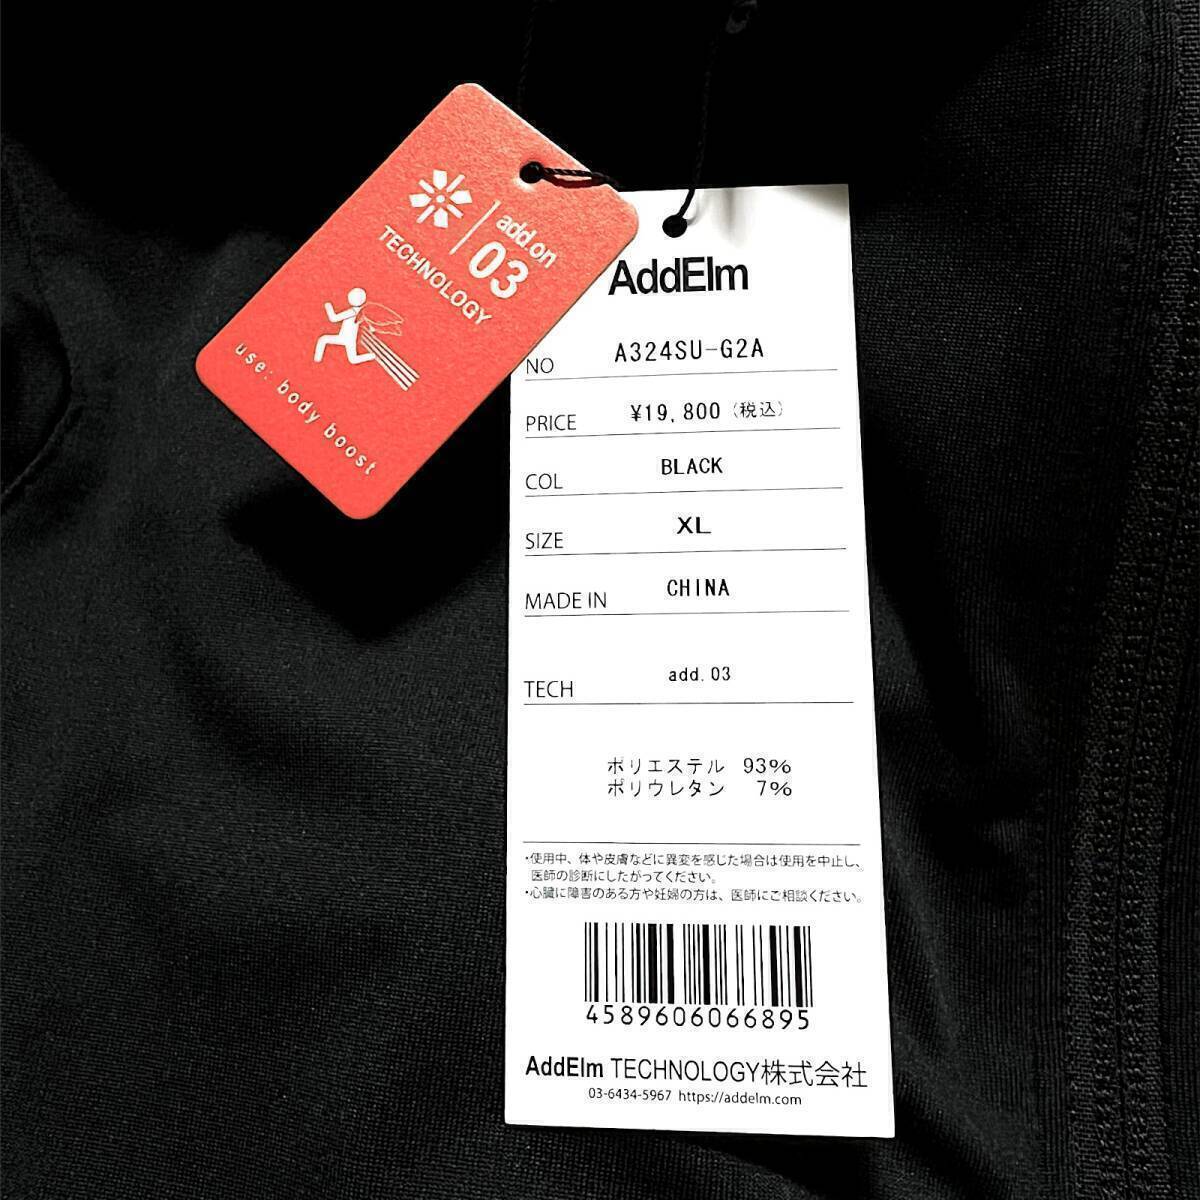 add.on
03
TECHNOLOGY
use: body boost
AddElm
NO A324SU-G2A
PRICE ¥19,800 (税込)
COL BLACK
SIZE XL
MADE IN CHINA
TECH add.03
ポリエステル 93%
ポリウレタン 7%
・使用中、体や皮膚などに異変を感じた場合は使用を中止し、
医師の診断にしたがってください。
・心臓に障害のある方や妊婦の方は、医師にご相談ください。
4589606066895
AddElm TECHNOLOGY株式会社
03-6434-5967 https://addelm.com